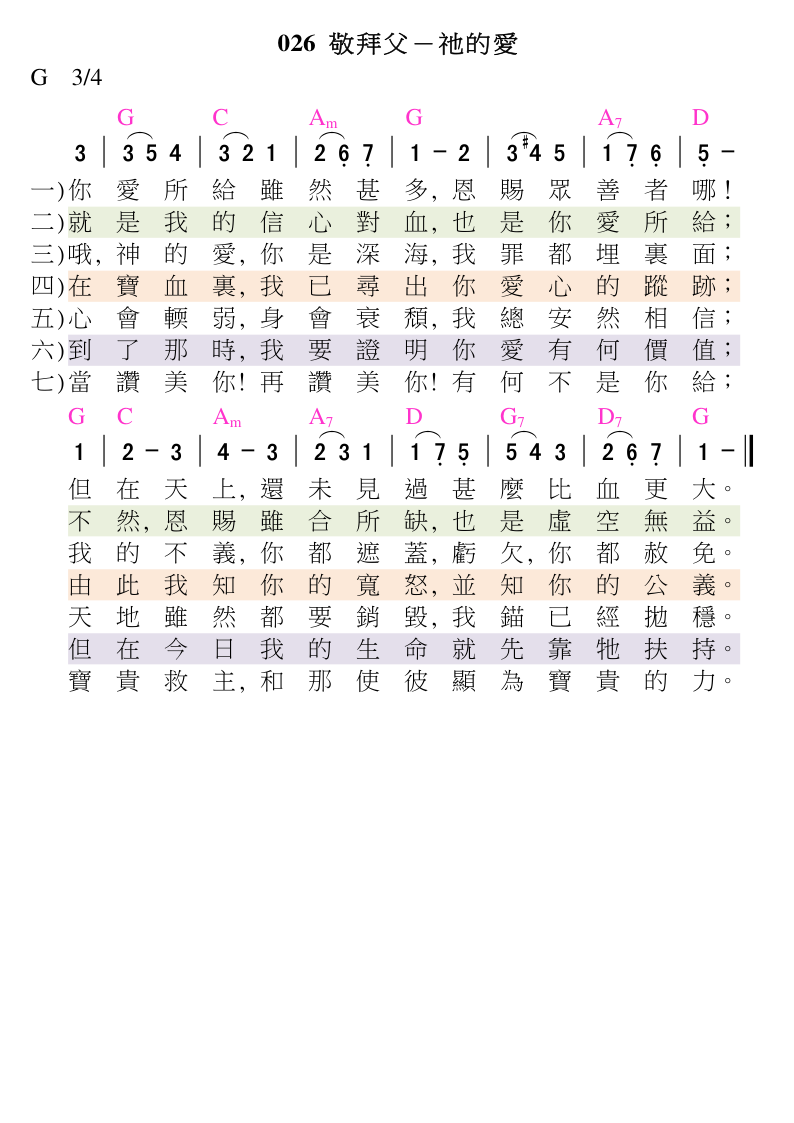 026 敬拜父－祂的愛
G 3/4
G C Am G A7 D
3 | 3 5 4 | 3 2 1 | 2 6̣ 7̣ | 1 － 2 | 3 #4 5 | 1 7̣ 6̣ | 5̣ －
一)你愛所給雖然甚多,恩賜眾善者哪!
二)就是我的信心對血,也是你愛所給；
三)哦,神的愛,你是深海,我罪都埋裏面；
四)在寶血裏,我已尋出你愛心的蹤跡；
五)心會輭弱,身會衰頹,我總安然相信；
六)到了那時,我要證明你愛有何價值；
七)當讚美你!再讚美你!有何不是你給；
G C Am A7 D G7 D7 G
1 | 2 － 3 | 4 － 3 | 2 3 1 | 1 7̣ 5̣ | 5 4 3 | 2 6̣ 7̣ | 1 － ‖
但在天上,還未見過甚麼比血更大。
不然,恩賜雖合所缺,也是虛空無益。
我的不義,你都遮蓋,虧欠,你都赦免。
由此我知你的寬怒,並知你的公義。
天地雖然都要銷毀,我錨已經拋穩。
但在今日我的生命就先靠牠扶持。
寶貴救主,和那使彼顯為寶貴的力。